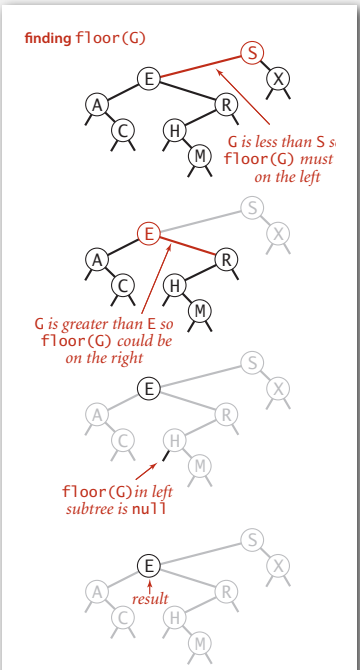 finding floor(G)
S
E
X
A
R
C
H
M
G is less than S so
floor(G) must
on the left
S
E
X
A
R
C
H
M
G is greater than E so
floor(G) could be
on the right
S
E
X
A
R
C
H
M
floor(G)in left
subtree is null
S
E
X
A
R
result
C
H
M